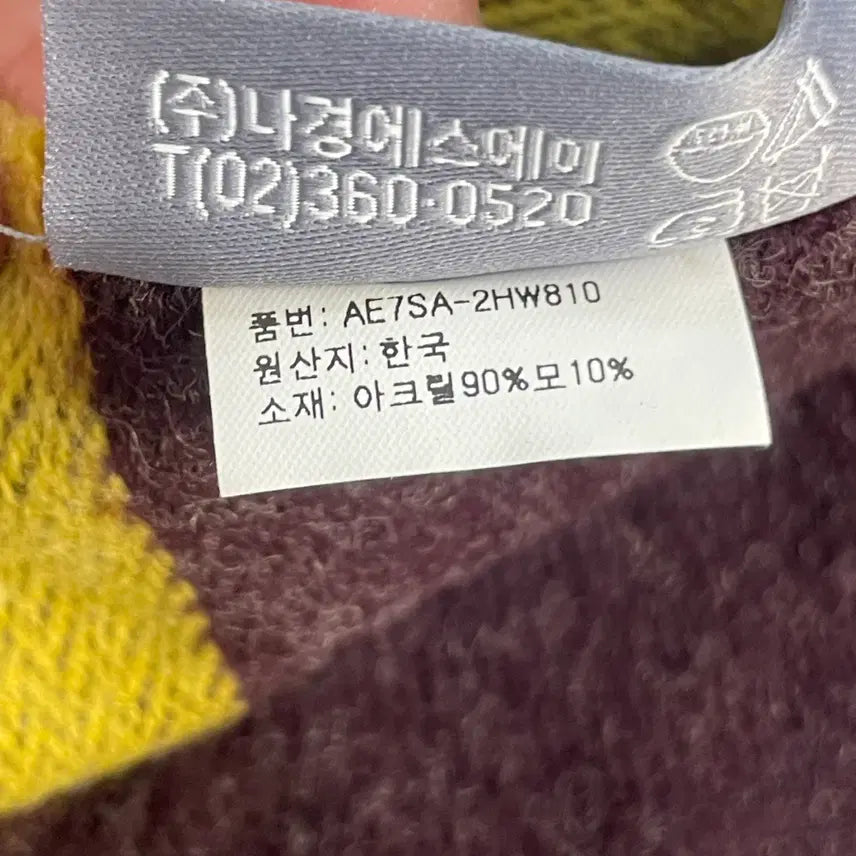 (주)나경에스에이
T(02)360-0520
품번: AE7SA-2HW810
원산지: 한국
소재: 아크릴90%모10%